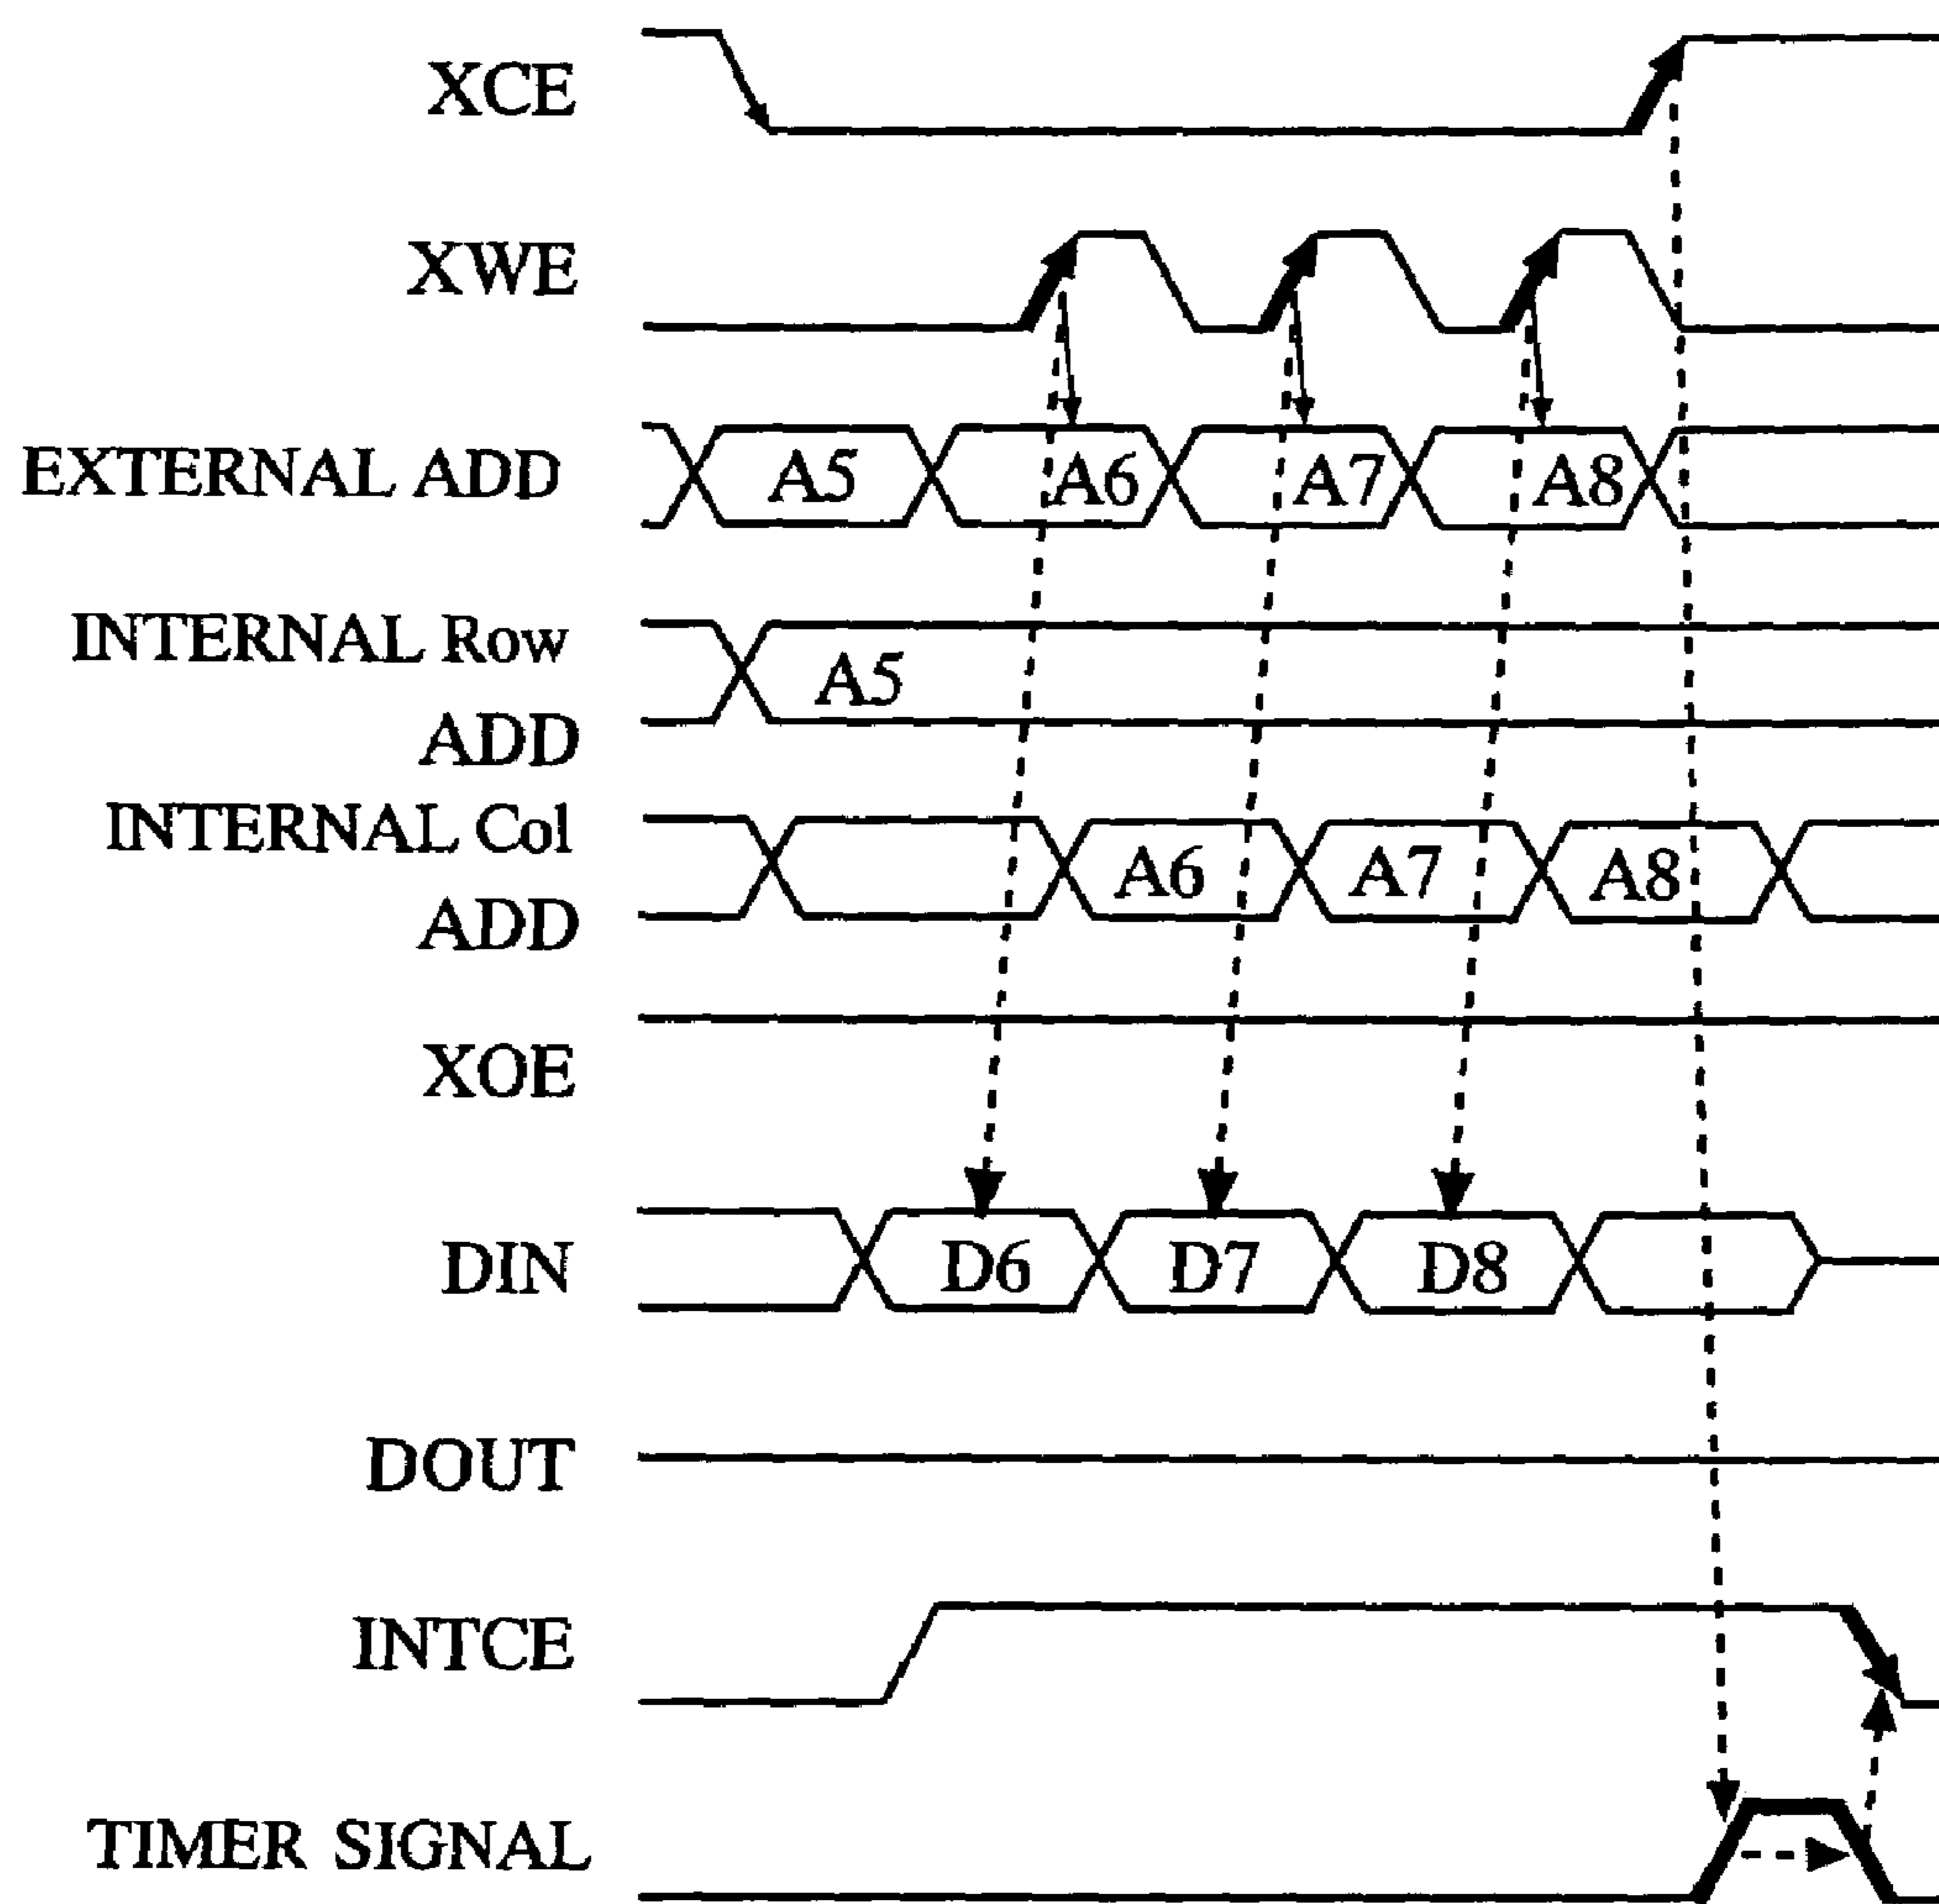 XCE
XWE
EXTERNAL ADD
A5 A6 A7 A8
INTERNAL Row
ADD
A5
INTERNAL Col
ADD
A6 A7 A8
XOE
DIN
D6 D7 D8
DOUT
INTCE
TIMER SIGNAL